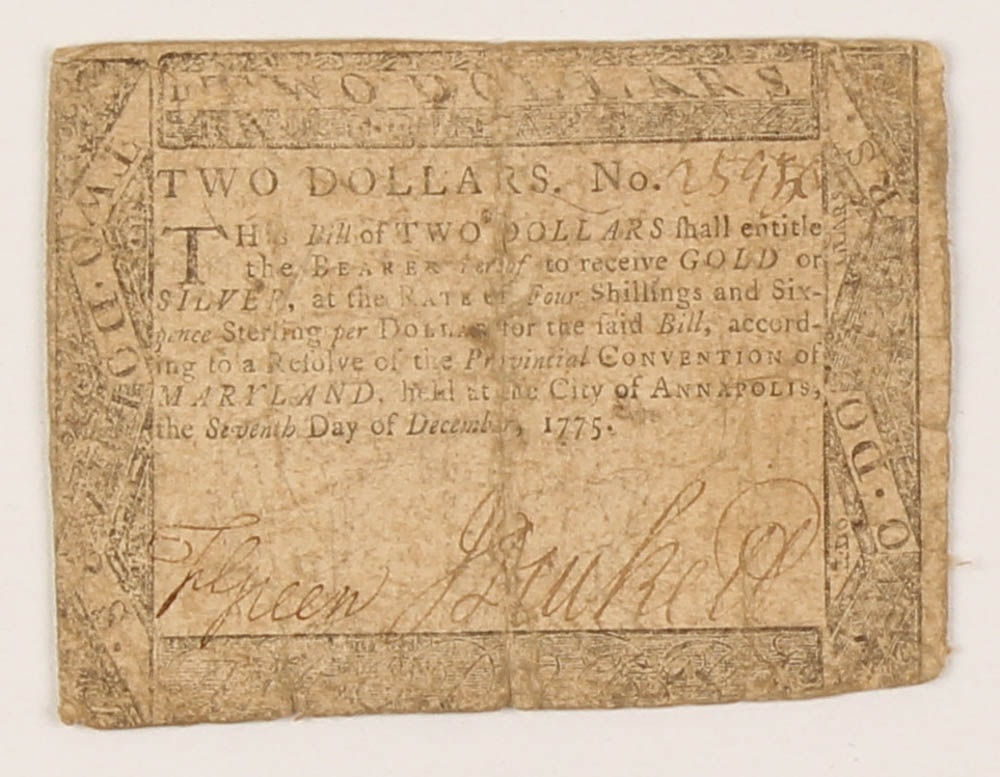 TWO DOLLARS
TWO DOLLARS. No.
THIS Bill of TWO DOLLARS ſhall entitle
the BEARER hereof to receive GOLD or
SILVER, at the RATE of Four Shillings and Six-
pence Sterling per DOLLAR for the ſaid Bill, accord-
ing to a Reſolve of the Provincial CONVENTION of
MARYLAND, held at the City of ANNAPOLIS,
the Seventh Day of December, 1775.